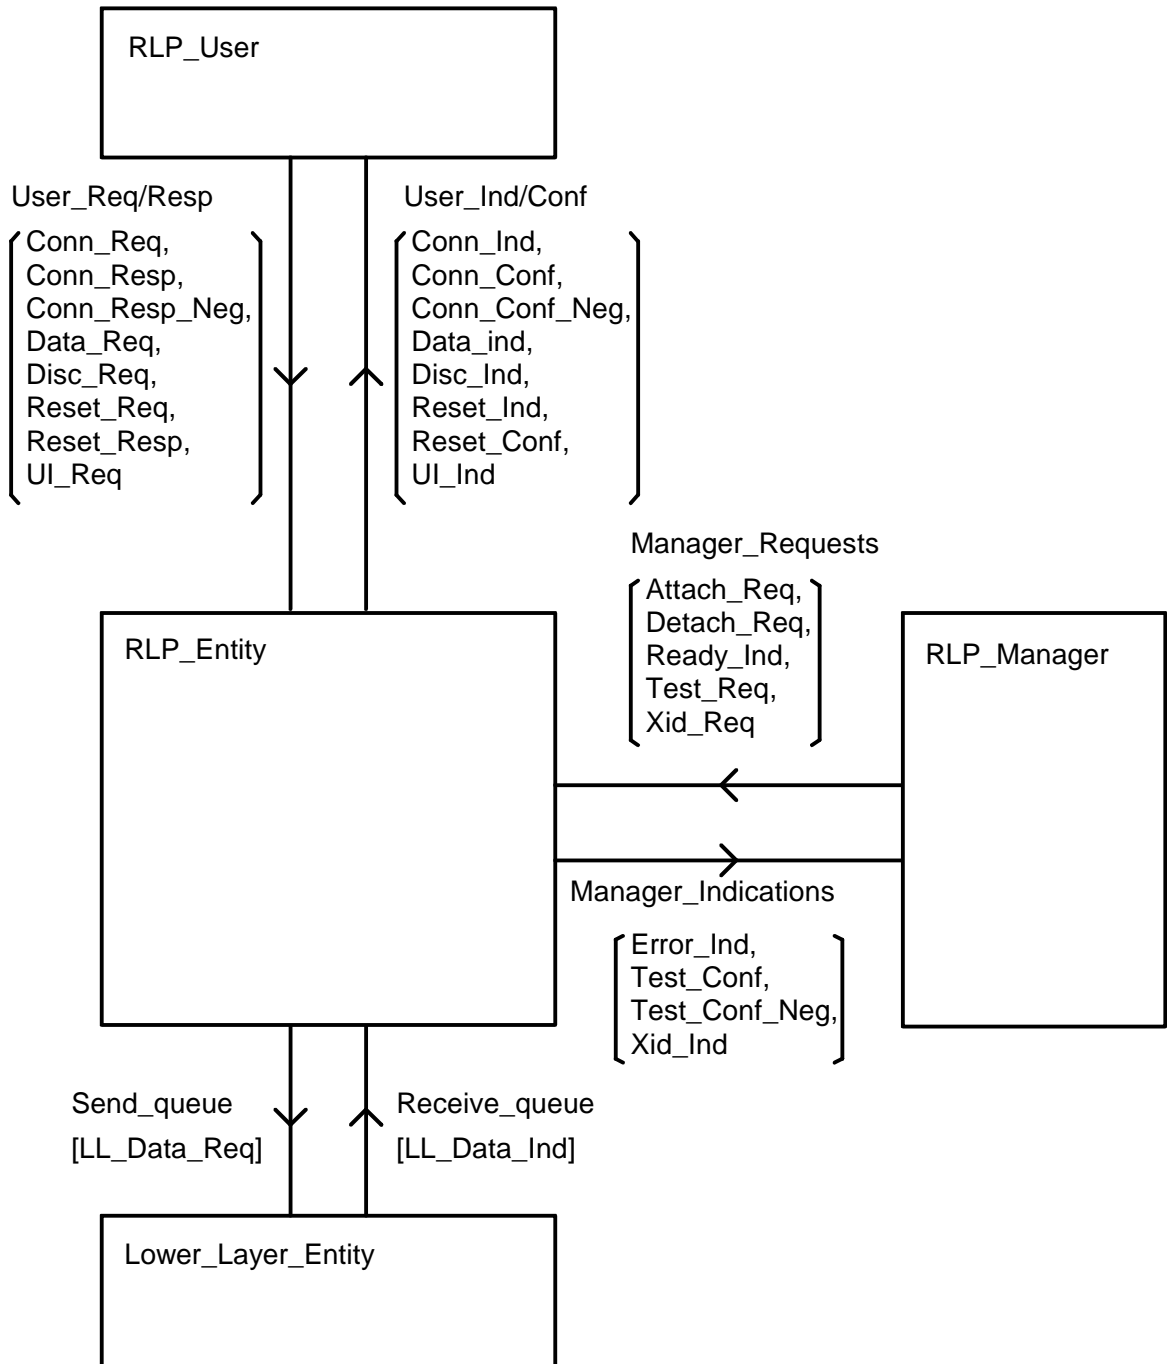 RLP_User
User_Req/Resp
Conn_Req,
Conn_Resp,
Conn_Resp_Neg,
Data_Req,
Disc_Req,
Reset_Req,
Reset_Resp,
UI_Req
User_Ind/Conf
Conn_Ind,
Conn_Conf,
Conn_Conf_Neg,
Data_ind,
Disc_Ind,
Reset_Ind,
Reset_Conf,
UI_Ind
Manager_Requests
Attach_Req,
Detach_Req,
Ready_Ind,
Test_Req,
Xid_Req
RLP_Entity
RLP_Manager
Manager_Indications
Error_Ind,
Test_Conf,
Test_Conf_Neg,
Xid_Ind
Send_queue
[LL_Data_Req]
Receive_queue
[LL_Data_Ind]
Lower_Layer_Entity